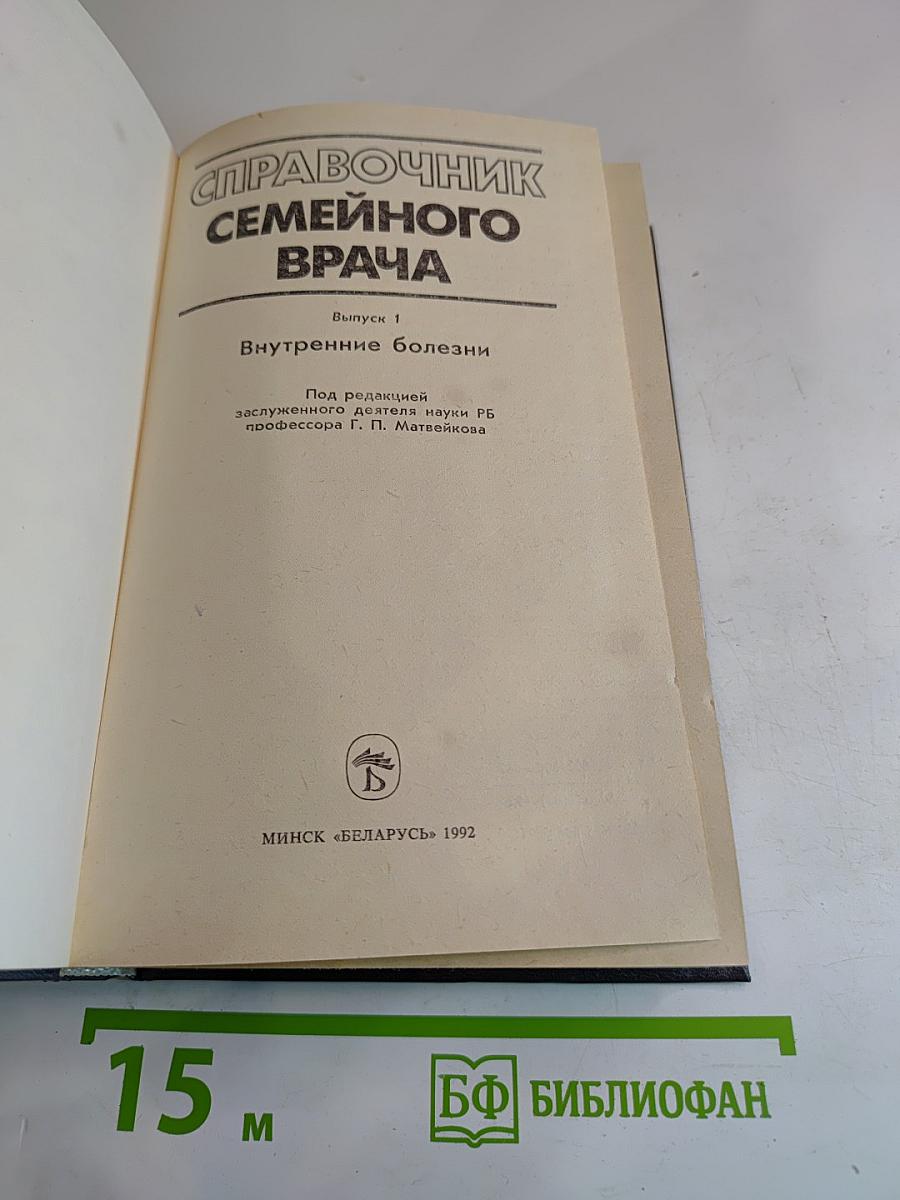 СПРАВОЧНИК
СЕМЕЙНОГО
ВРАЧА
Выпуск 1
Внутренние болезни
Под редакцией
заслуженного деятеля науки РБ
профессора Г. П. Матвейкова
Б
МИНСК «БЕЛАРУСЬ» 1992
15 м
БФ БИБЛИОФАН